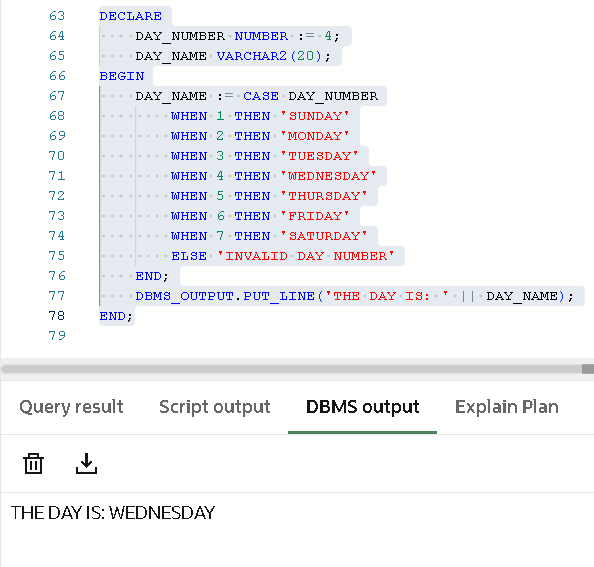 63 DECLARE
64 DAY_NUMBER NUMBER := 4;
65 DAY_NAME VARCHAR2(20);
66 BEGIN
67 DAY_NAME := CASE DAY_NUMBER
68 WHEN 1 THEN 'SUNDAY'
69 WHEN 2 THEN 'MONDAY'
70 WHEN 3 THEN 'TUESDAY'
71 WHEN 4 THEN 'WEDNESDAY'
72 WHEN 5 THEN 'THURSDAY'
73 WHEN 6 THEN 'FRIDAY'
74 WHEN 7 THEN 'SATURDAY'
75 ELSE 'INVALID DAY NUMBER'
76 END;
77 DBMS_OUTPUT.PUT_LINE('THE DAY IS: ' || DAY_NAME);
78 END;
79
Query result Script output DBMS output Explain Plan
THE DAY IS: WEDNESDAY